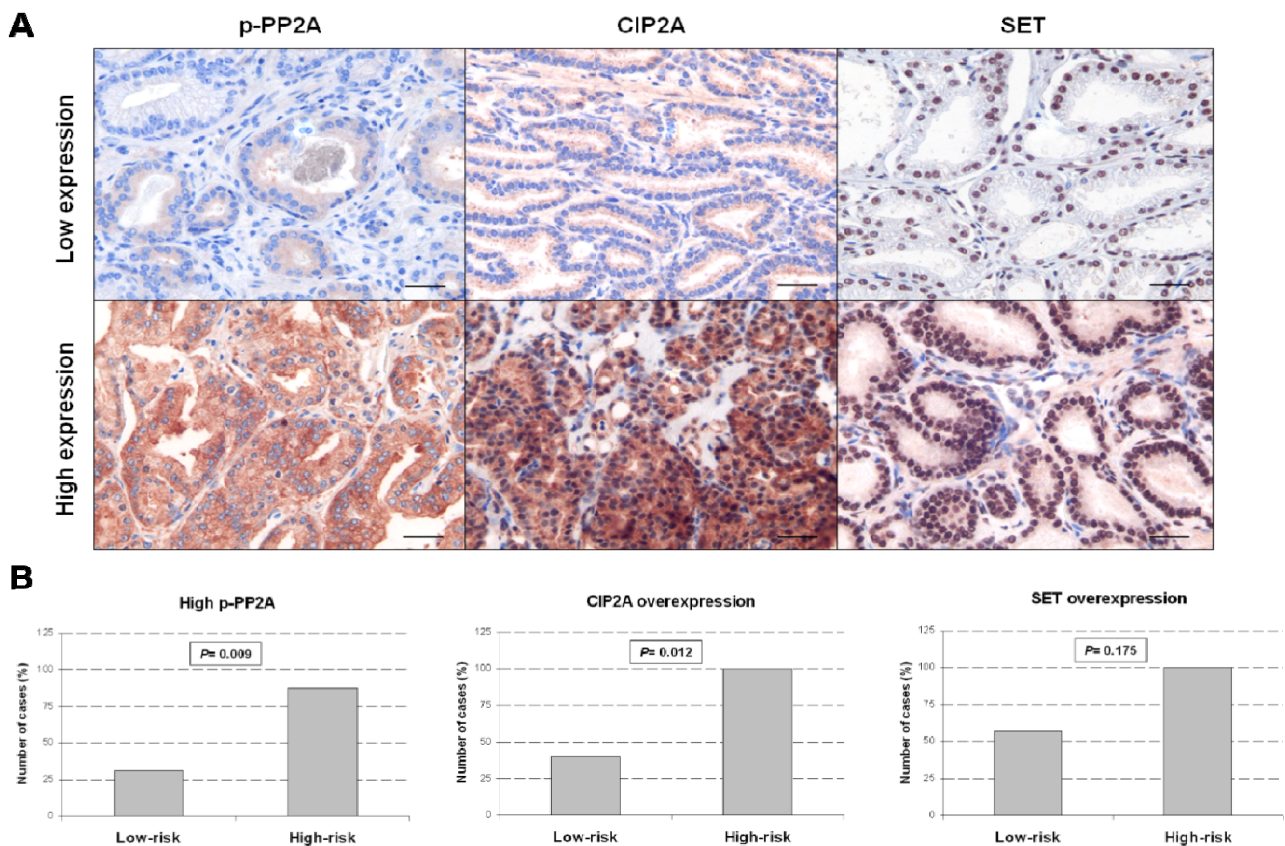 A
p-PP2A
CIP2A
SET
Low expression
High expression
B
High p-PP2A
P= 0.009
Number of cases (%)
125
100
75
50
25
0
Low-risk
High-risk
CIP2A overexpression
P= 0.012
Number of cases (%)
125
100
75
50
25
0
Low-risk
High-risk
SET overexpression
P= 0.175
Number of cases (%)
125
100
75
50
25
0
Low-risk
High-risk